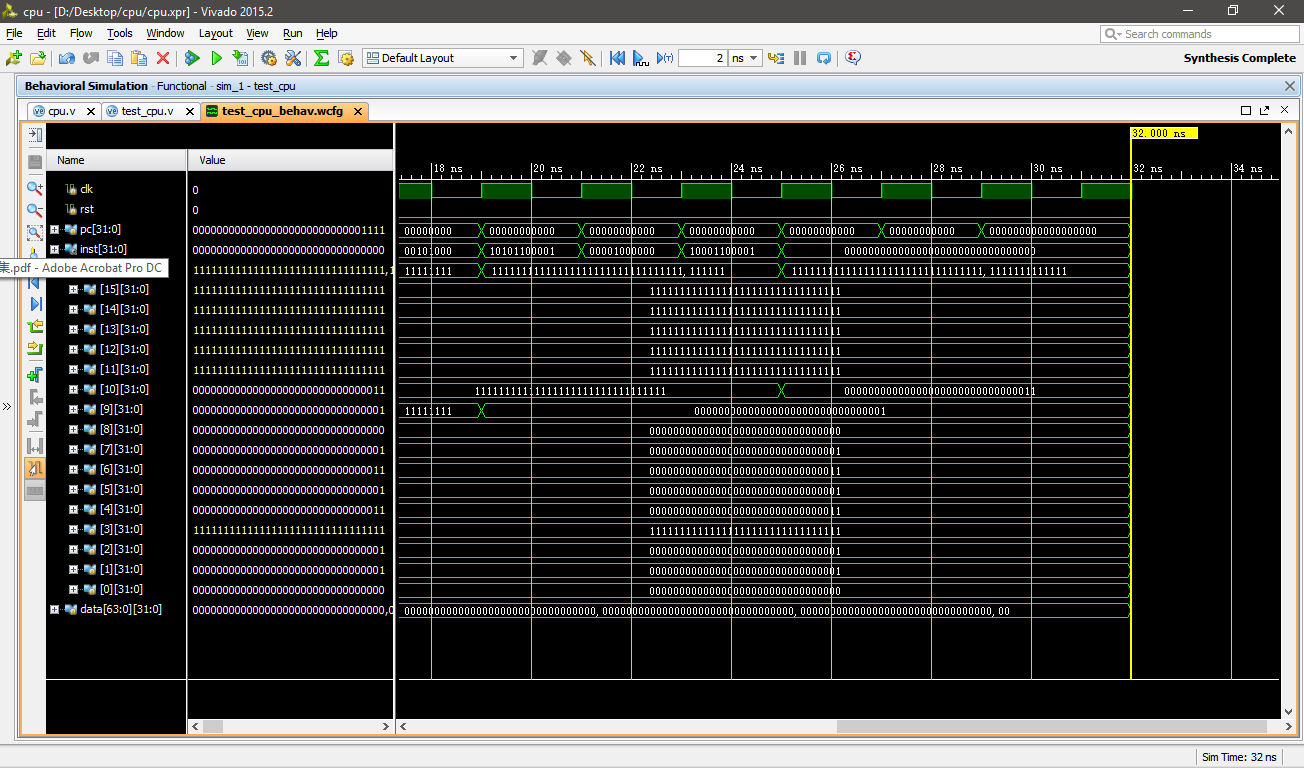 cpu - [D:/Desktop/cpu/cpu.xpr] - Vivado 2015.2
File Edit Flow Tools Window Layout View Run Help
Search commands
Default Layout
2 ns
Synthesis Complete
Behavioral Simulation - Functional - sim_1 - test_cpu
cpu.v
test_cpu.v
test_cpu_behav.wcfg
32.000 ns
Name Value
18 ns 20 ns 22 ns 24 ns 26 ns 28 ns 30 ns 32 ns 34 ns
clk 0
rst 0
pc[31:0] 00000000000000000000000000001111 00000000 00000000000 00000000000 00000000000 00000000000 00000000000 000000000000000000
inst[31:0] 00000000000000000000000000000000 00101000 10101100001 00001000000 00000000000000000000000000000000
集.pdf - Adobe Acrobat Pro DC
11111111111111111111111111111111,1 11111111 11111111111111111111111111111111, 111111 11111111111111111111111111111111, 1111111111111
[15][31:0] 11111111111111111111111111111111 11111111111111111111111111111111
[14][31:0] 11111111111111111111111111111111 11111111111111111111111111111111
[13][31:0] 11111111111111111111111111111111 11111111111111111111111111111111
[12][31:0] 11111111111111111111111111111111 11111111111111111111111111111111
[11][31:0] 11111111111111111111111111111111 11111111111111111111111111111111
[10][31:0] 00000000000000000000000000000011 11111111111111111111111111111111 00000000000000000000000000000011
[9][31:0] 00000000000000000000000000000001 11111111 00000000000000000000000000000001
[8][31:0] 00000000000000000000000000000000 00000000000000000000000000000000
[7][31:0] 00000000000000000000000000000001 00000000000000000000000000000001
[6][31:0] 00000000000000000000000000000011 00000000000000000000000000000011
[5][31:0] 00000000000000000000000000000001 00000000000000000000000000000001
[4][31:0] 00000000000000000000000000000011 00000000000000000000000000000011
[3][31:0] 11111111111111111111111111111111 11111111111111111111111111111111
[2][31:0] 00000000000000000000000000000001 00000000000000000000000000000001
[1][31:0] 00000000000000000000000000000001 00000000000000000000000000000001
[0][31:0] 00000000000000000000000000000000 00000000000000000000000000000000
data[63:0][31:0] 00000000000000000000000000000000,0 00000000000000000000000000000000, 00000000000000000000000000000000, 00000000000000000000000000000000, 00
Sim Time: 32 ns